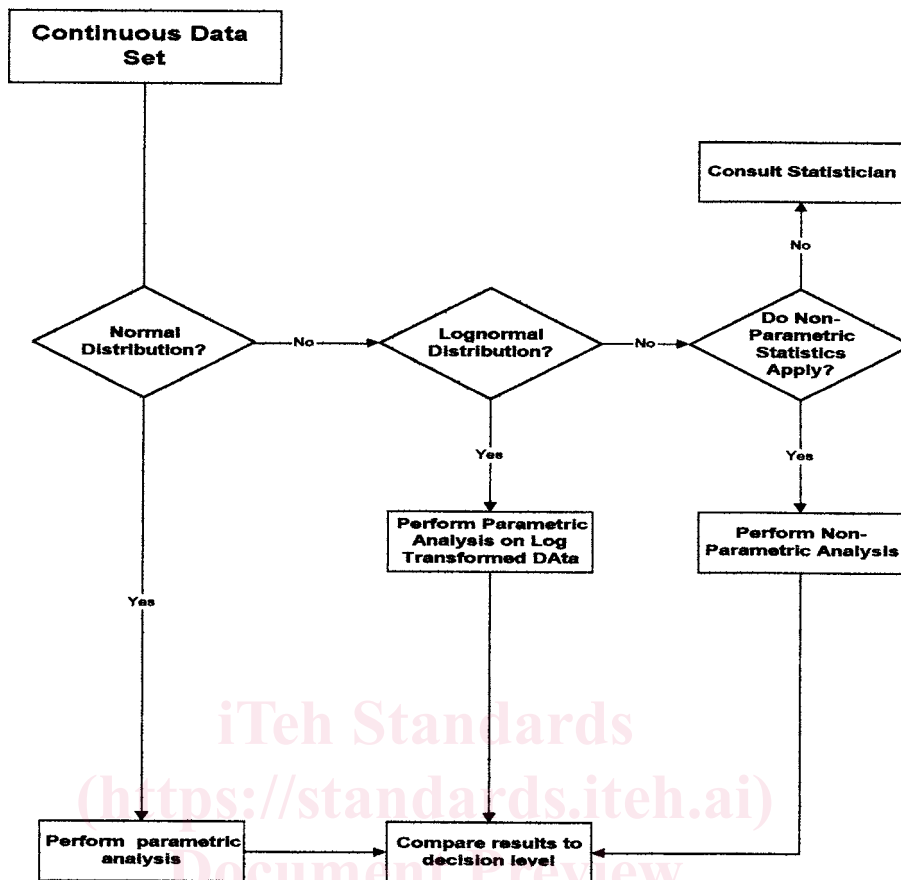 Continuous Data
Set
Consult Statistician
No
Normal
Distribution?
No
Lognormal
Distribution?
No
Do Non-
Parametric
Statistics
Apply?
Yes
Yes
Perform Parametric
Analysis on Log
Transformed DAta
Perform Non-
Parametric Analysis
Yes
iTeh Standards
(https://standards.iteh.ai)
Perform parametric
analysis
Compare results to
decision level
Document Preview